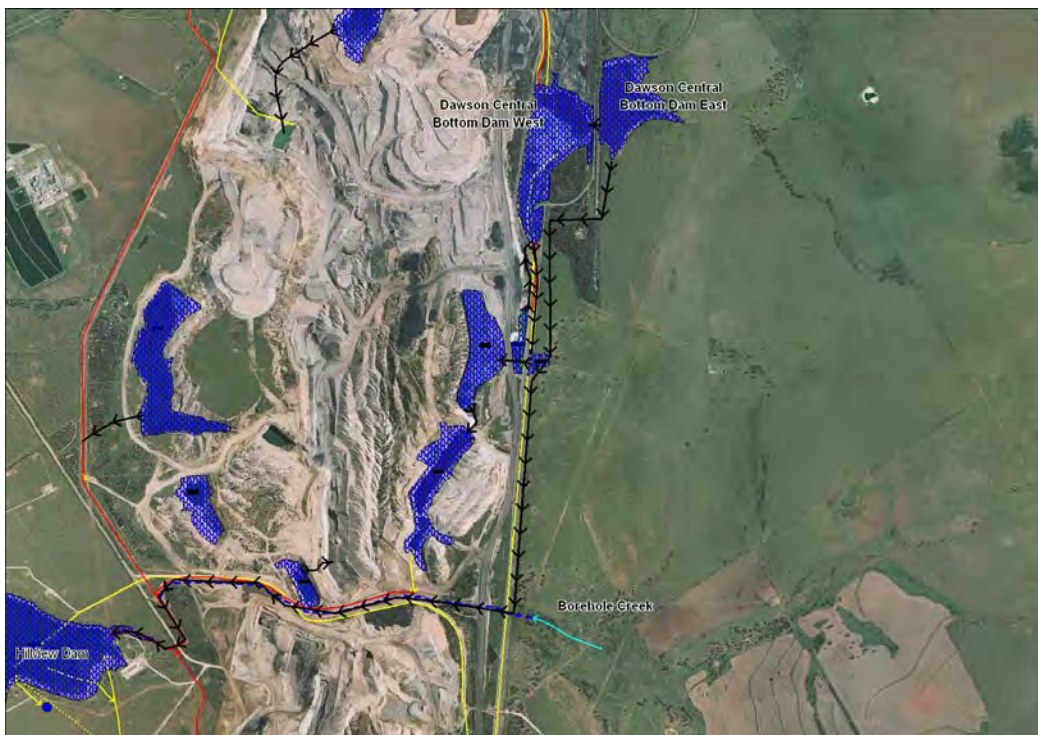 Dawson Central
Bottom Dam West
Dawson Central
Bottom Dam East
Borehole Creek
Hillview Dam